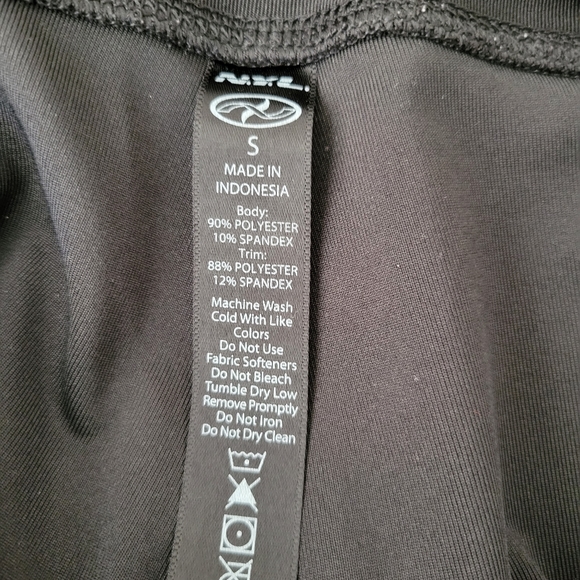 S
MADE IN
INDONESIA
Body:
90% POLYESTER
10% SPANDEX
Trim:
88% POLYESTER
12% SPANDEX
Machine Wash
Cold With Like
Colors
Do Not Use
Fabric Softeners
Do Not Bleach
Tumble Dry Low
Remove Promptly
Do Not Iron
Do Not Dry Clean